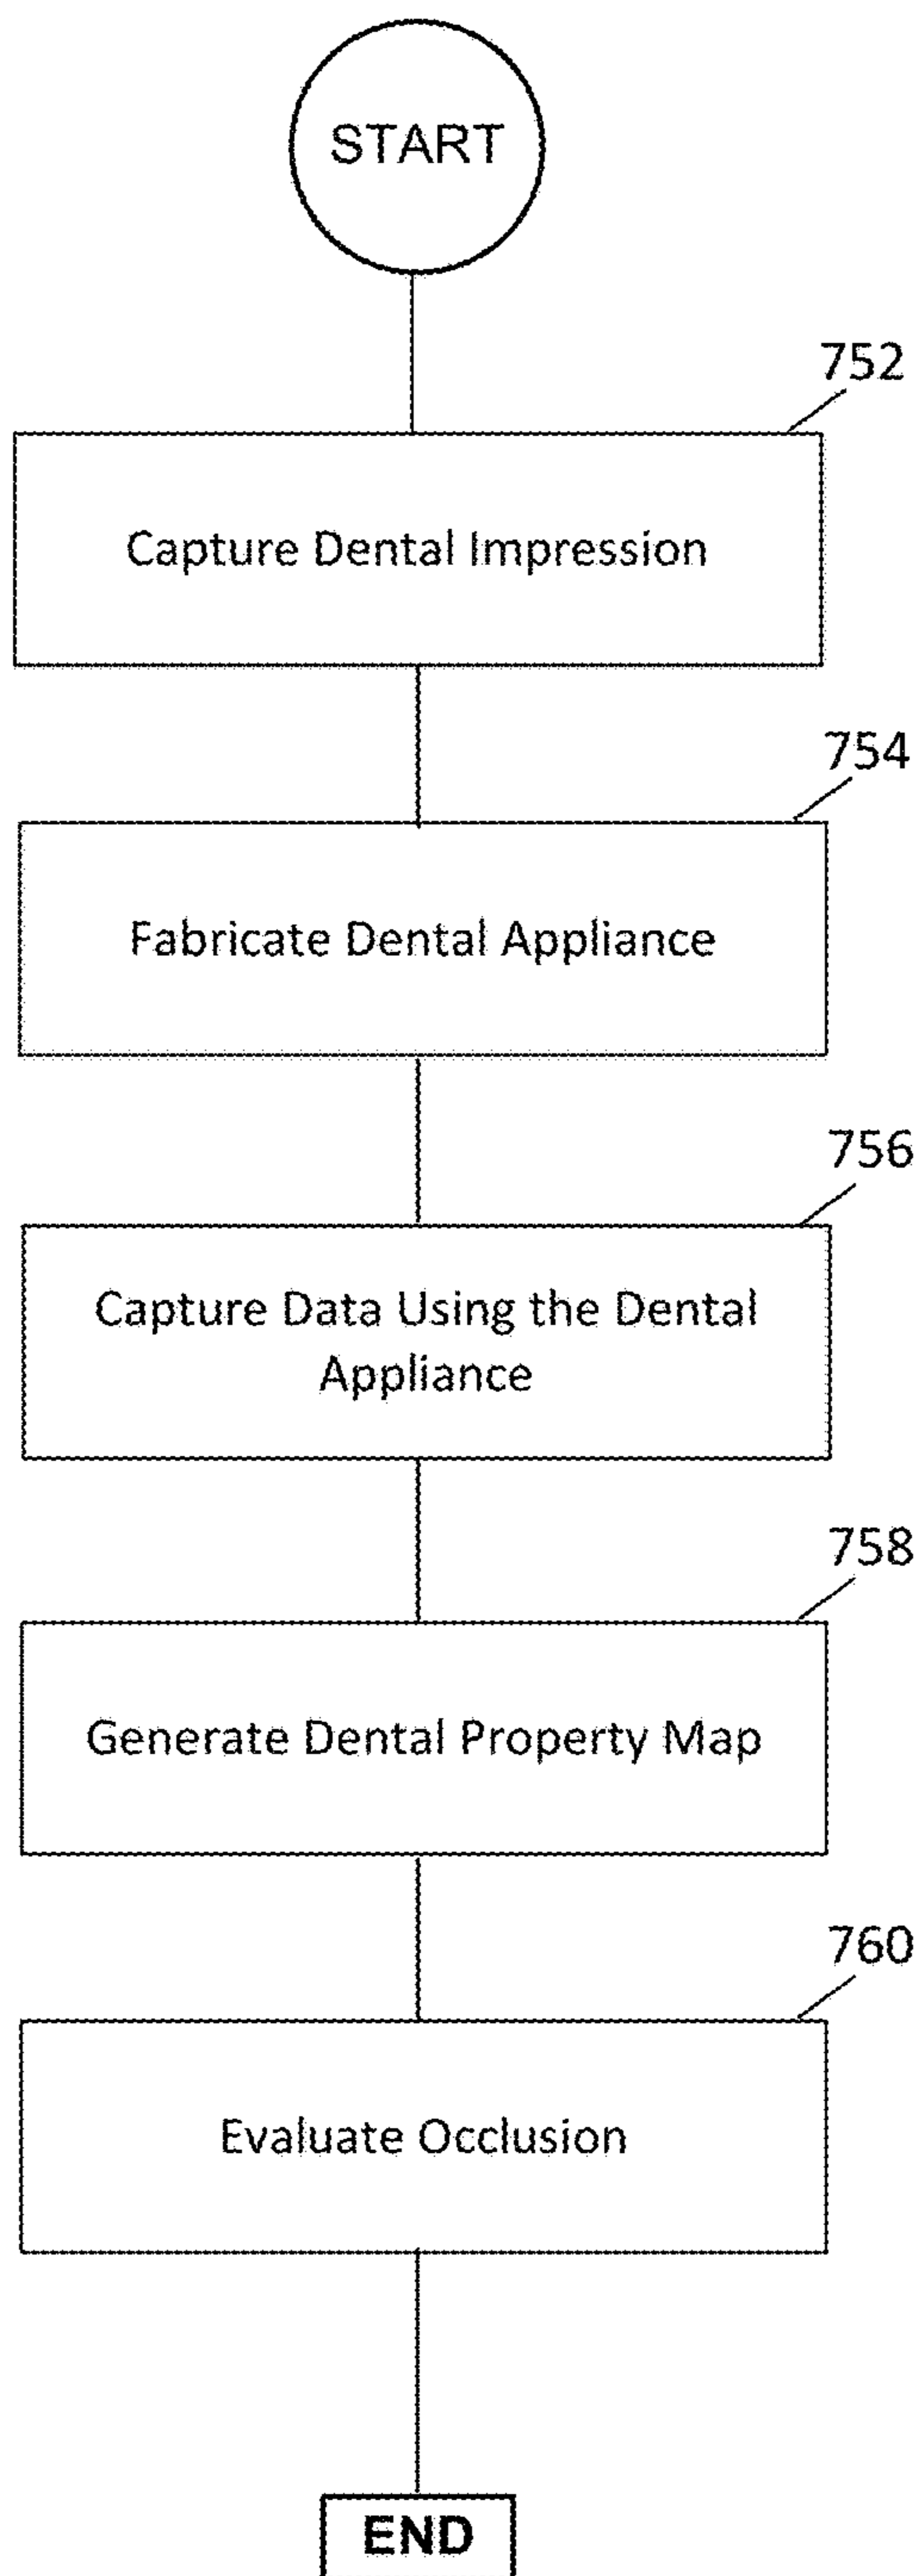 START
752
Capture Dental Impression
754
Fabricate Dental Appliance
756
Capture Data Using the Dental
Appliance
758
Generate Dental Property Map
760
Evaluate Occlusion
END